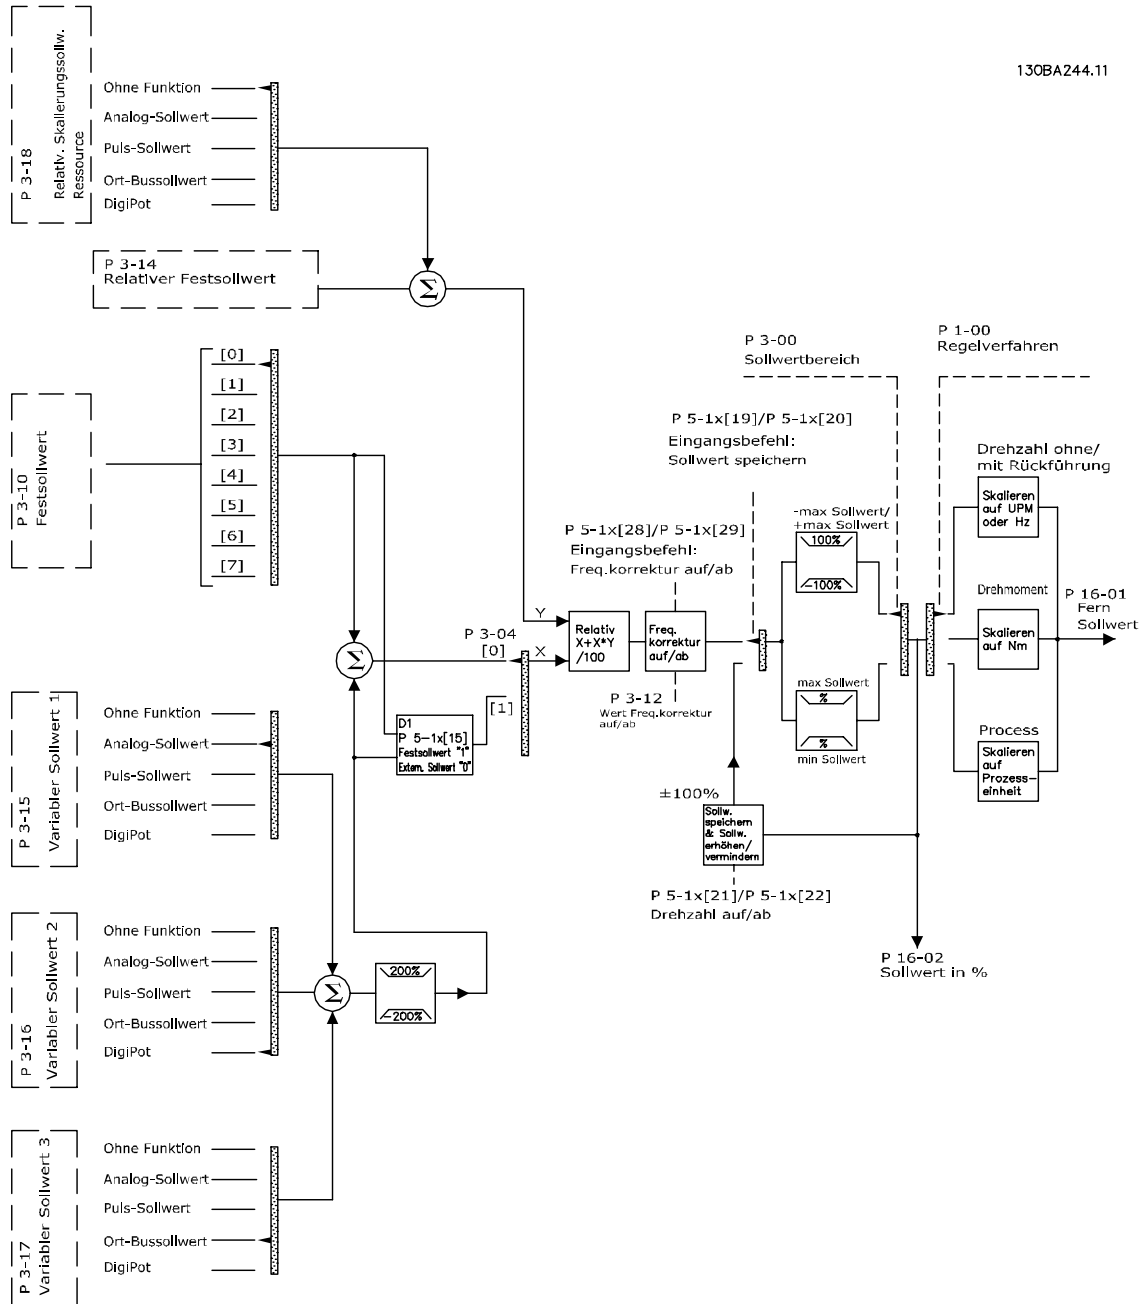 130BA244.11
P 3-18
Relativ. Skallerungssollw.
Ressource
Ohne Funktion
Analog-Sollwert
Puls-Sollwert
Ort-Bussollwert
DigiPot
P 3-14
Relativer Festsollwert
Σ
P 3-10
Festsollwert
[0]
[1]
[2]
[3]
[4]
[5]
[6]
[7]
P 3-00
Sollwertbereich
P 1-00
Regelverfahren
P 5-1x[19]/P 5-1x[20]
Eingangsbefehl:
Sollwert speichern
P 5-1x[28]/P 5-1x[29]
Eingangsbefehl:
Freq.korrektur auf/ab
-max Sollwert/
+max Sollwert
100%
-100%
Drehzahl ohne/
mit Rückführung
Skalieren
auf UPM
oder Hz
Drehmoment
Skalieren
auf Nm
P 16-01
Fern
Sollwert
Process
Skalieren
auf
Prozess-
einheit
Y
X
Relativ
X+X*Y
/100
Freq.
korrektur
auf/ab
P 3-12
Wert Freq.korrektur
auf/ab
max Sollwert
%
%
min Sollwert
P 3-04
[0]
[1]
Σ
D1
P 5-1x[15]
Festsollwert "1"
Extern. Sollwert "0"
±100%
Sollw.
speichern
& Sollw.
erhöhen/
vermindern
P 5-1x[21]/P 5-1x[22]
Drehzahl auf/ab
P 16-02
Sollwert in %
P 3-15
Variabler Sollwert 1
Ohne Funktion
Analog-Sollwert
Puls-Sollwert
Ort-Bussollwert
DigiPot
P 3-16
Variabler Sollwert 2
Ohne Funktion
Analog-Sollwert
Puls-Sollwert
Ort-Bussollwert
DigiPot
Σ
200%
-200%
P 3-17
Variabler Sollwert 3
Ohne Funktion
Analog-Sollwert
Puls-Sollwert
Ort-Bussollwert
DigiPot